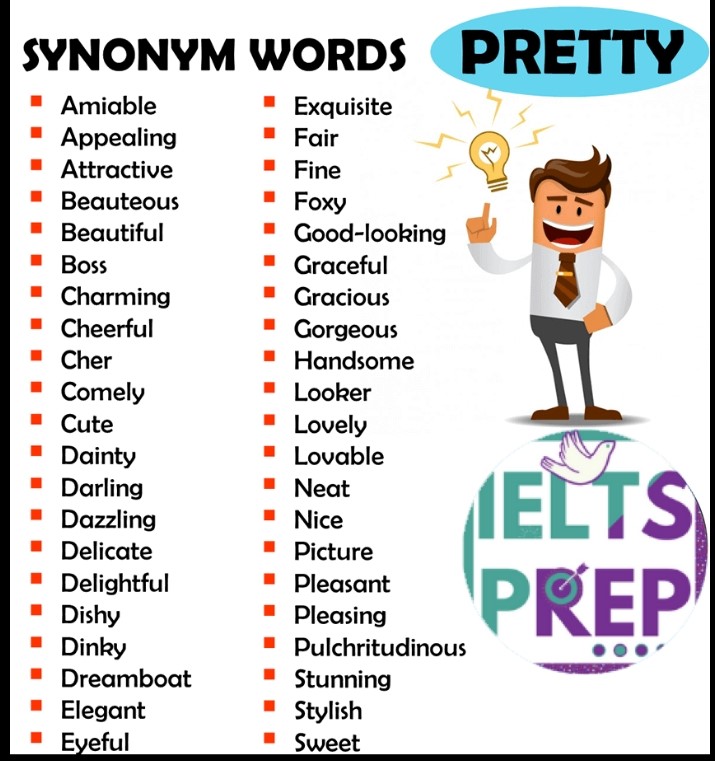 SYNONYM WORDS
PRETTY
Amiable
Appealing
Attractive
Beauteous
Beautiful
Boss
Charming
Cheerful
Cher
Comely
Cute
Dainty
Darling
Dazzling
Delicate
Delightful
Dishy
Dinky
Dreamboat
Elegant
Eyeful
Exquisite
Fair
Fine
Foxy
Good-looking
Graceful
Gracious
Gorgeous
Handsome
Looker
Lovely
Lovable
Neat
Nice
Picture
Pleasant
Pleasing
Pulchritudinous
Stunning
Stylish
Sweet
IELTS
PREP